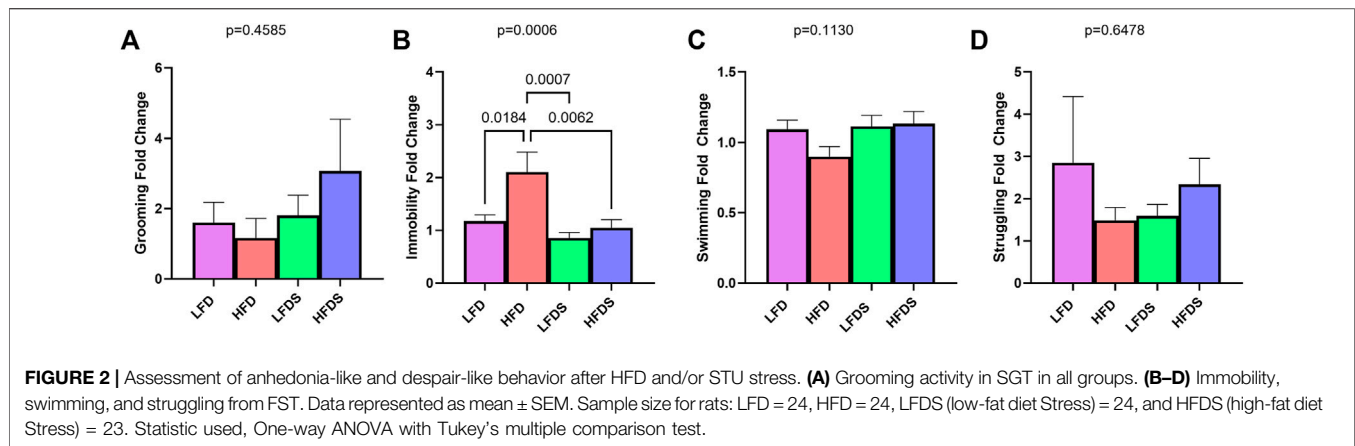 A
p=0.4585
Grooming Fold Change
6
4
2
0
LFD
HFD
LFDS
HFDS
B
p=0.0006
Immobility Fold Change
4
3
2
1
0
0.0007
0.0184
0.0062
LFD
HFD
LFDS
HFDS
C
p=0.1130
Swimming Fold Change
1.5
1.0
0.5
0.0
LFD
HFD
LFDS
HFDS
D
p=0.6478
Struggling Fold Change
5
4
3
2
1
0
LFD
HFD
LFDS
HFDS
FIGURE 2 | Assessment of anhedonia-like and despair-like behavior after HFD and/or STU stress. (A) Grooming activity in SGT in all groups. (B–D) Immobility,
swimming, and struggling from FST. Data represented as mean ± SEM. Sample size for rats: LFD = 24, HFD = 24, LFDS (low-fat diet Stress) = 24, and HFDS (high-fat diet
Stress) = 23. Statistic used, One-way ANOVA with Tukey's multiple comparison test.